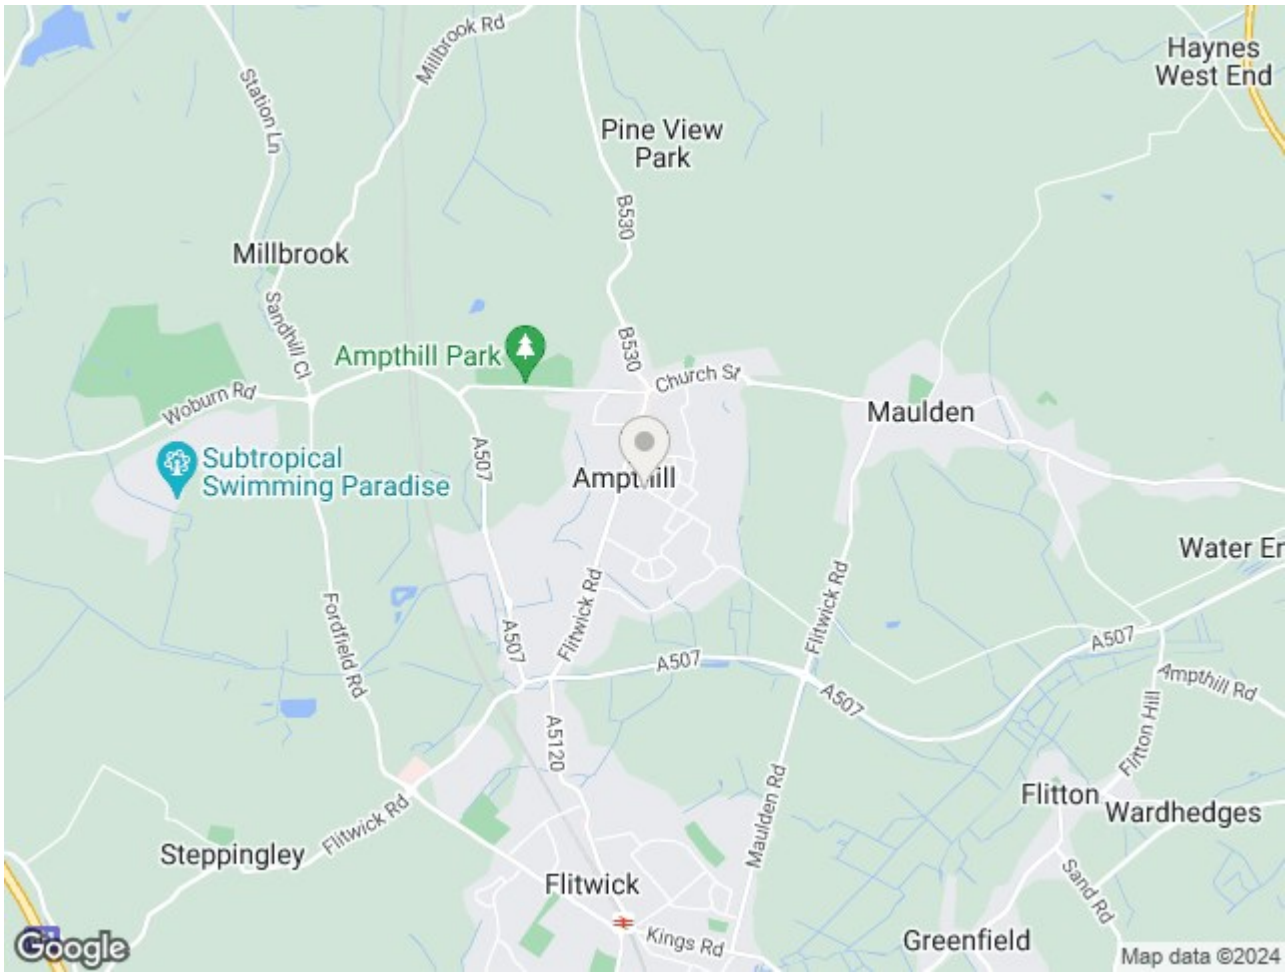 Millbrook Rd
Haynes
West End
Station Ln
Pine View
Park
B530
Millbrook
Sandhill Cl
B530
Ampthill Park
Church St
Woburn Rd
Maulden
A507
Subtropical
Swimming Paradise
Ampthill
Water En
Flitwick Rd
Flitwick Rd
Fordfield Rd
A507
A507
A507
Ampthill Rd
A507
A5120
Flitton Hill
Maulden Rd
Flitton
Wardhedges
Flitwick Rd
Steppingley
Flitwick
Sand Rd
Kings Rd
Greenfield
Google
Map data ©2024